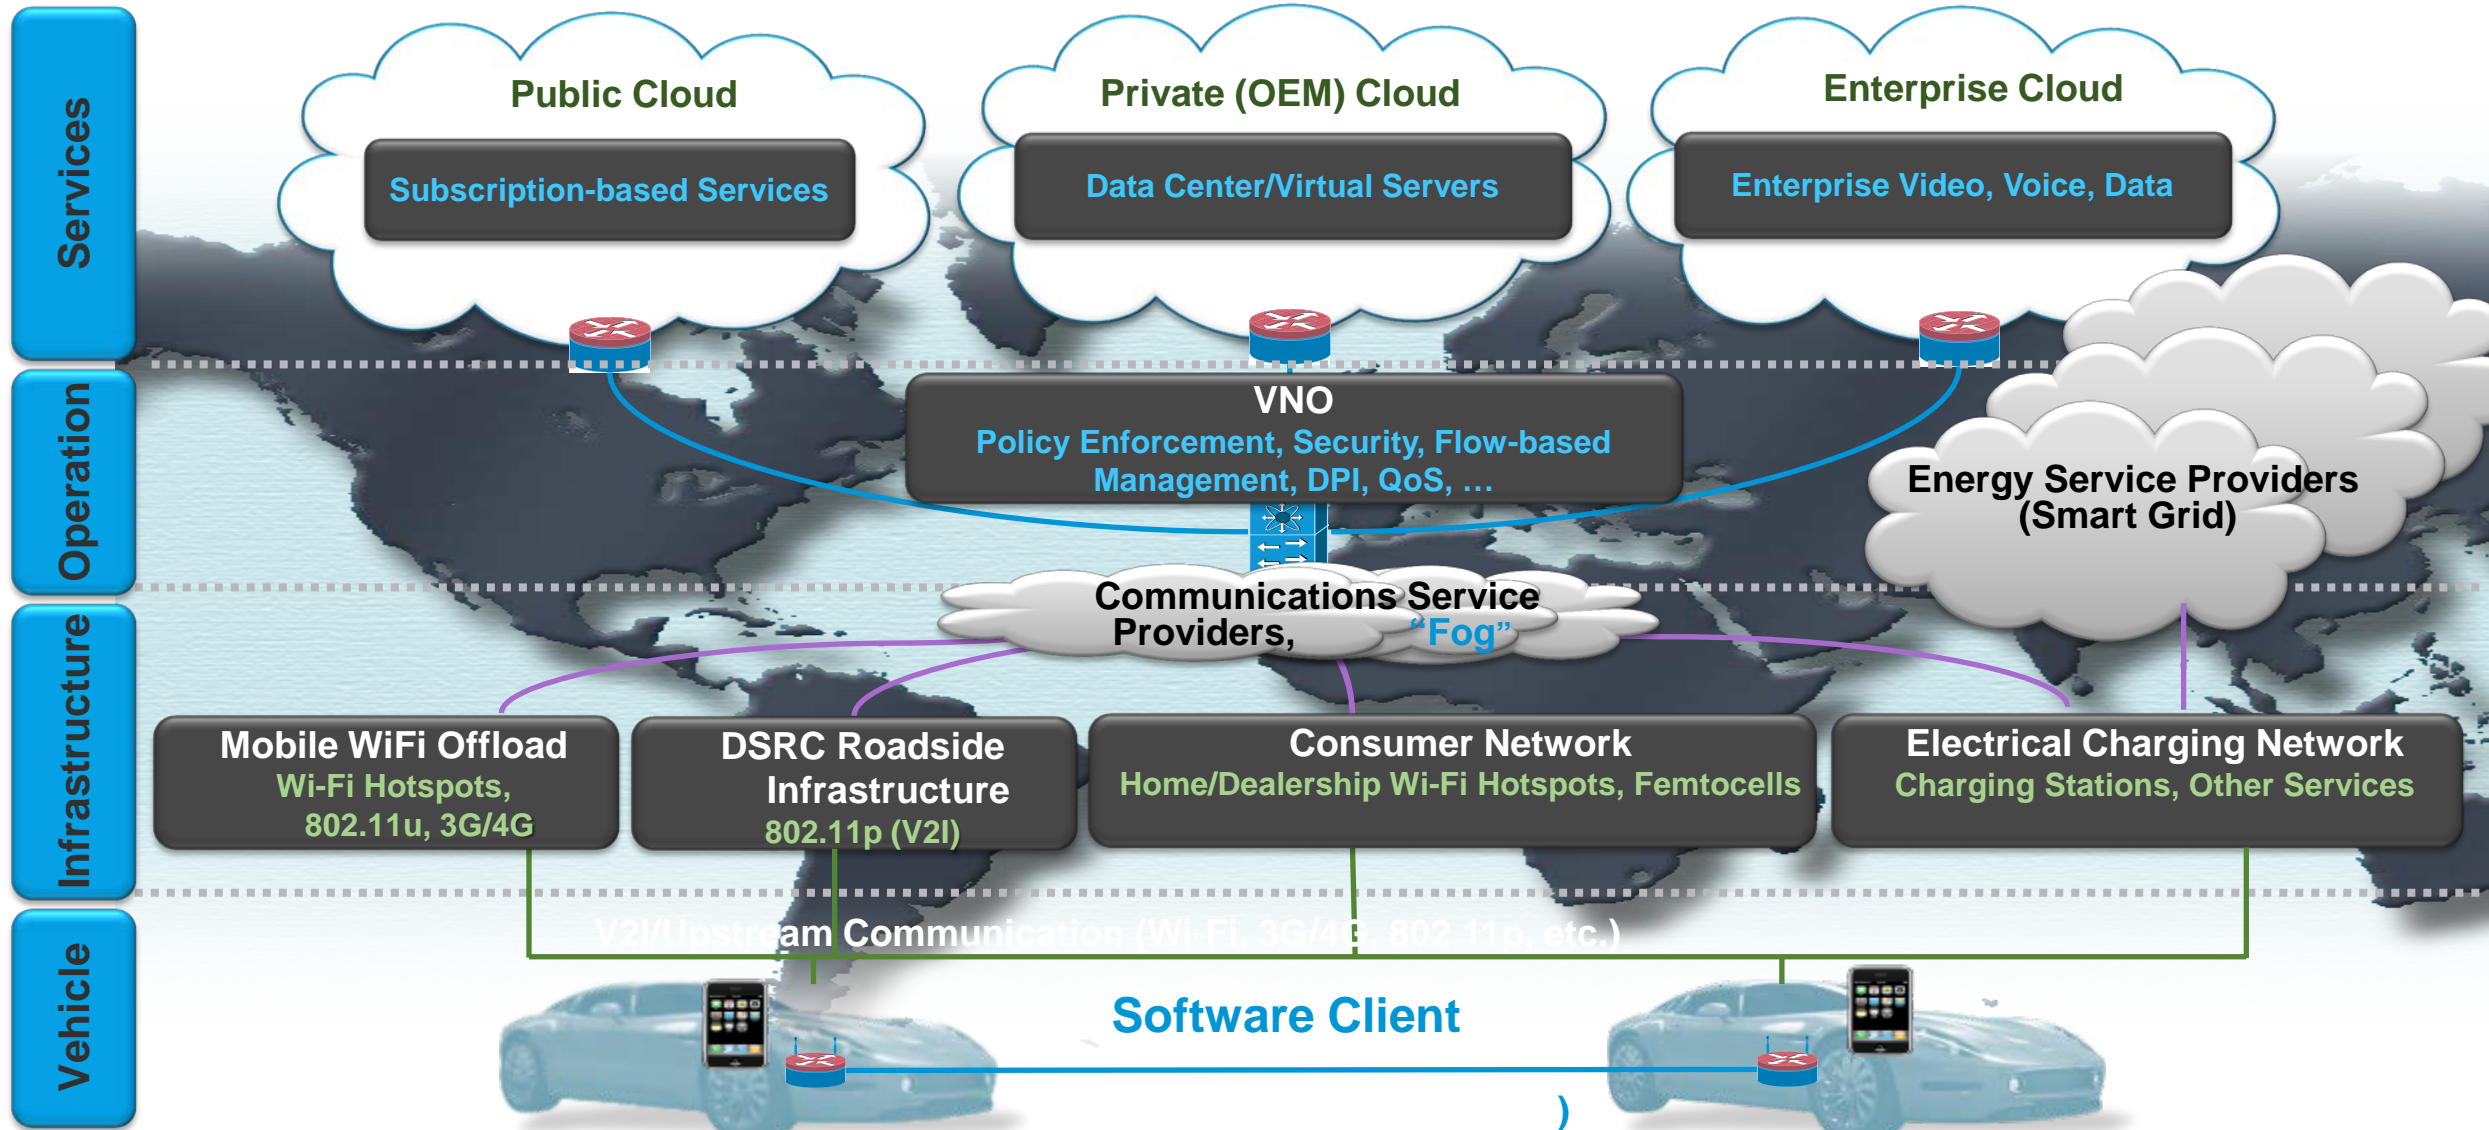 Services
Public Cloud
Subscription-based Services
Private (OEM) Cloud
Data Center/Virtual Servers
Enterprise Cloud
Enterprise Video, Voice, Data
Operation
VNO
Policy Enforcement, Security, Flow-based
Management, DPI, QoS, …
Energy Service Providers
(Smart Grid)
Communications Service
Providers, “Fog”
Infrastructure
Mobile WiFi Offload
Wi-Fi Hotspots,
802.11u, 3G/4G
DSRC Roadside
Infrastructure
802.11p (V2I)
Consumer Network
Home/Dealership Wi-Fi Hotspots, Femtocells
Electrical Charging Network
Charging Stations, Other Services
Vehicle
V2I/Upstream Communication (Wi-Fi, 3G/4G, 802.11p, etc.)
Software Client
)